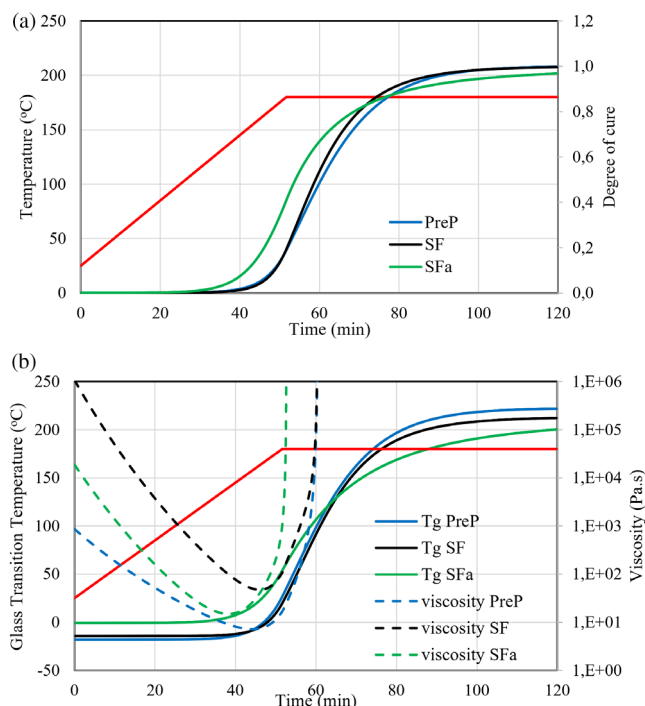 (a)
250
200
150
100
50
0
Temperature (°C)
1,2
1,0
0,8
0,6
0,4
0,2
0,0
Degree of cure
PreP
SF
SFa
0 20 40 60 80 100 120
Time (min)
(b)
250
200
150
100
50
0
-50
Glass Transition Temperature (°C)
1,E+06
1,E+05
1,E+04
1,E+03
1,E+02
1,E+01
1,E+00
Viscosity (Pa.s)
Tg PreP
Tg SF
Tg SFa
viscosity PreP
viscosity SF
viscosity SFa
0 20 40 60 80 100 120
Time (min)